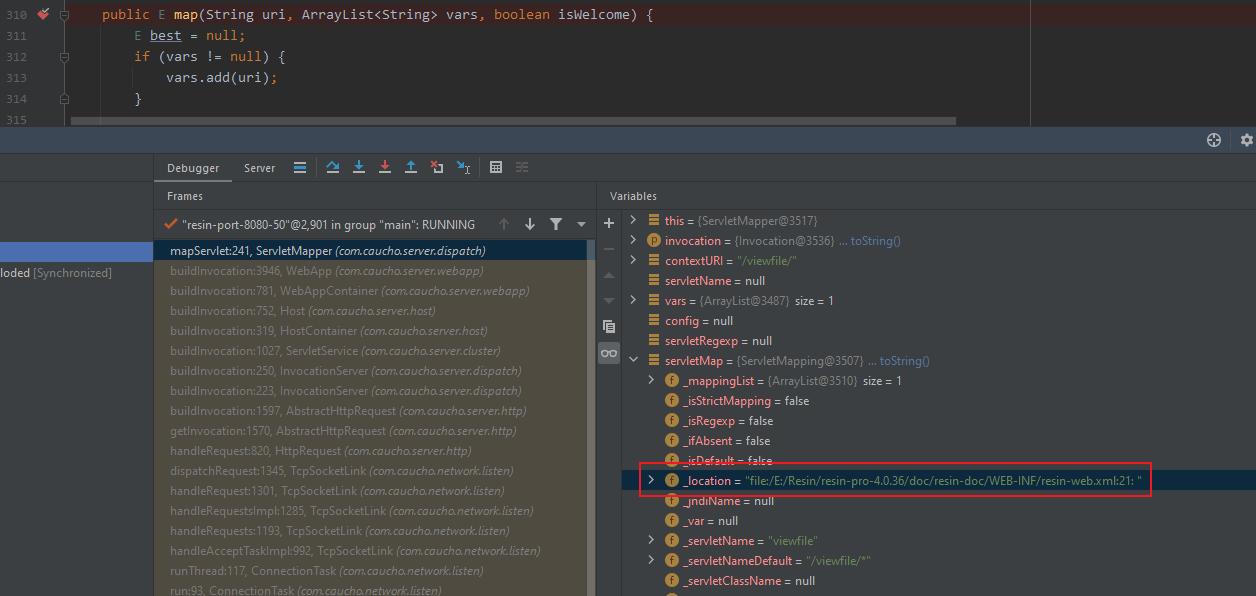 310 public E map(String uri, ArrayList<String> vars, boolean isWelcome) {
311 E best = null;
312 if (vars != null) {
313 vars.add(uri);
314 }
315
Debugger Server
Frames
"resin-port-8080-50"@2,901 in group "main": RUNNING
mapServlet:241, ServletMapper (com.caucho.server.dispatch)
buildInvocation:3946, WebApp (com.caucho.server.webapp)
buildInvocation:781, WebAppContainer (com.caucho.server.webapp)
buildInvocation:752, Host (com.caucho.server.host)
buildInvocation:319, HostContainer (com.caucho.server.host)
buildInvocation:1027, ServletService (com.caucho.server.cluster)
buildInvocation:250, InvocationServer (com.caucho.server.dispatch)
buildInvocation:223, InvocationServer (com.caucho.server.dispatch)
buildInvocation:1597, AbstractHttpRequest (com.caucho.server.http)
getInvocation:1570, AbstractHttpRequest (com.caucho.server.http)
handleRequest:820, HttpRequest (com.caucho.server.http)
dispatchRequest:1345, TcpSocketLink (com.caucho.network.listen)
handleRequest:1301, TcpSocketLink (com.caucho.network.listen)
handleRequestsImpl:1285, TcpSocketLink (com.caucho.network.listen)
handleRequests:1193, TcpSocketLink (com.caucho.network.listen)
handleAcceptTaskImpl:992, TcpSocketLink (com.caucho.network.listen)
runThread:117, ConnectionTask (com.caucho.network.listen)
run:93, ConnectionTask (com.caucho.network.listen)
loded [Synchronized]
Variables
this = {ServletMapper@3517}
p invocation = {Invocation@3536} ... toString()
contextURI = "/viewfile/"
servletName = null
vars = {ArrayList@3487} size = 1
config = null
servletRegexp = null
servletMap = {ServletMapping@3507} ... toString()
f _mappingList = {ArrayList@3510} size = 1
f _isStrictMapping = false
f _isRegexp = false
f _ifAbsent = false
f _isDefault = false
f _location = "file:/E:/Resin/resin-pro-4.0.36/doc/resin-doc/WEB-INF/resin-web.xml:21: "
f _jndiName = null
f _var = null
f _servletName = "viewfile"
f _servletNameDefault = "/viewfile/*"
f _servletClassName = null